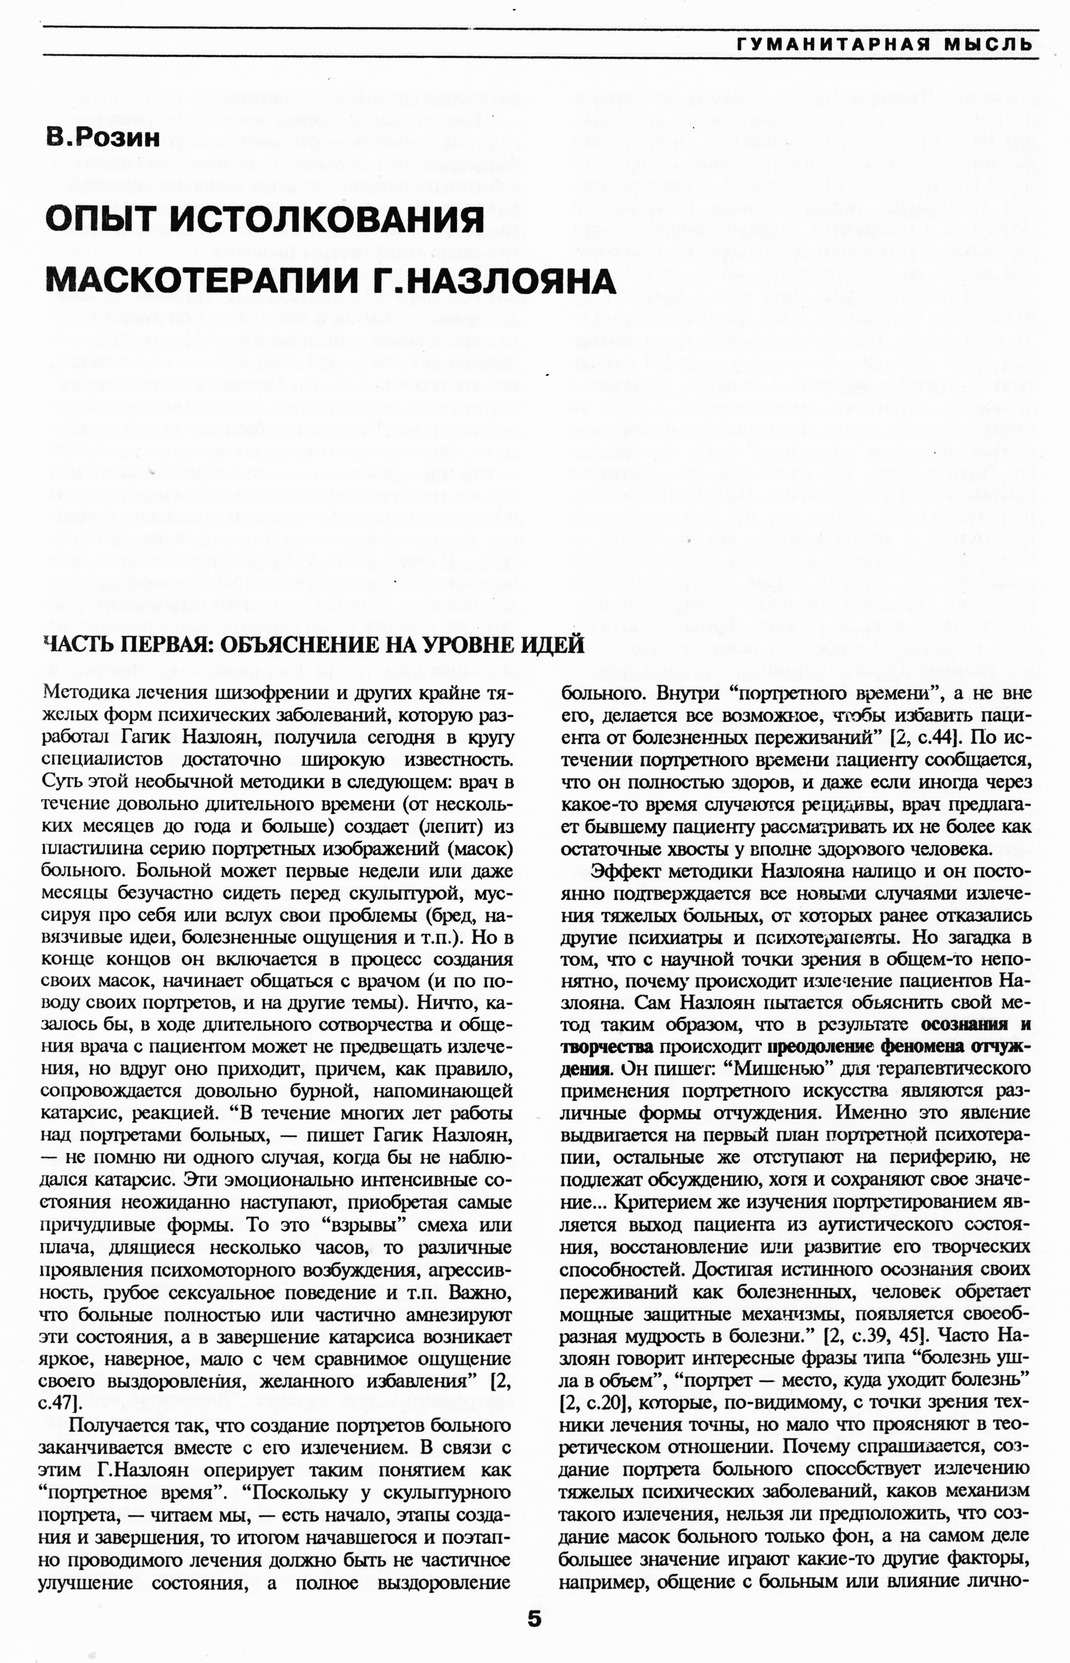 ГУМАНИТАРНАЯ МЫСЛЬ
В.Розин
ОПЫТ ИСТОЛКОВАНИЯ
МАСКОТЕРАПИИ Г.НАЗЛОЯНА
ЧАСТЬ ПЕРВАЯ: ОБЪЯСНЕНИЕ НА УРОВНЕ ИДЕЙ
Методика лечения шизофрении и других крайне тя-
желых форм психических заболеваний, которую раз-
работал Гагик Назлоян, получила сегодня в кругу
специалистов достаточно широкую известность.
Суть этой необычной методики в следующем: врач в
течение довольно длительного времени (от несколь-
ких месяцев до года и больше) создает (лепит) из
пластилина серию портретных изображений (масок)
больного. Больной может первые недели или даже
месяцы безучастно сидеть перед скульптурой, мус-
сируя про себя или вслух свои проблемы (бред, на-
вязчивые идеи, болезненные ощущения и т.п.). Но в
конце концов он включается в процесс создания
своих масок, начинает общаться с врачом (и по по-
воду своих портретов, и на другие темы). Ничто, ка-
залось бы, в ходе длительного сотворчества и обще-
ния врача с пациентом может не предвещать излече-
ния, но вдруг оно приходит, причем, как правило,
сопровождается довольно бурной, напоминающей
катарсис, реакцией. “В течение многих лет работы
над портретами больных, — пишет Гагик Назлоян,
— не помню ни одного случая, когда бы не наблю-
дался катарсис. Эти эмоционально интенсивные со-
стояния неожиданно наступают, приобретая самые
причудливые формы. То это “взрывы” смеха или
плача, длящиеся несколько часов, то различные
проявления психомоторного возбуждения, агрессив-
ность, грубое сексуальное поведение и т.п. Важно,
что больные полностью или частично амнезируют
эти состояния, а в завершение катарсиса возникает
яркое, наверное, мало с чем сравнимое ощущение
своего выздоровления, желанного избавления” [2,
с.47].
Получается так, что создание портретов больного
заканчивается вместе с его излечением. В связи с
этим Г.Назлоян оперирует таким понятием как
“портретное время”. “Поскольку у скульптурного
портрета, — читаем мы, — есть начало, этапы созда-
ния и завершения, то итогом начавшегося и поэтап-
но проводимого лечения должно быть не частичное
улучшение состояния, а полное выздоровление
больного. Внутри “портретного времени”, а не вне
его, делается все возможное, чтобы избавить паци-
ента от болезненных переживаний” [2, с.44]. По ис-
течении портретного времени пациенту сообщается,
что он полностью здоров, и даже если иногда через
какое-то время случаются рецидивы, врач предлага-
ет бывшему пациенту рассматривать их не более как
остаточные хвосты у вполне здорового человека.
Эффект методики Назлояна налицо и он посто-
янно подтверждается все новыми случаями излече-
ния тяжелых больных, от которых ранее отказались
другие психиатры и психотерапевты. Но загадка в
том, что с научной точки зрения в общем-то непо-
нятно, почему происходит излечение пациентов На-
злояна. Сам Назлоян пытается объяснить свой ме-
тод таким образом, что в результате осознания и
творчества происходит преодоление феномена отчуж-
дения. Он пишет: “Мишенью” для терапевтического
применения портретного искусства являются раз-
личные формы отчуждения. Именно это явление
выдвигается на первый план портретной психотера-
пии, остальные же отступают на периферию, не
подлежат обсуждению, хотя и сохраняют свое значе-
ние... Критерием же изучения портретированием яв-
ляется выход пациента из аутистического состоя-
ния, восстановление или развитие его творческих
способностей. Достигая истинного осознания своих
переживаний как болезненных, человек обретает
мощные защитные механизмы, появляется своеоб-
разная мудрость в болезни.” [2, с.39, 45]. Часто На-
злоян говорит интересные фразы типа “болезнь уш-
ла в объем”, “портрет — место, куда уходит болезнь”
[2, с.20], которые, по-видимому, с точки зрения тех-
ники лечения точны, но мало что проясняют в тео-
ретическом отношении. Почему спрашивается, соз-
дание портрета больного способствует излечению
тяжелых психических заболеваний, каков механизм
такого излечения, нельзя ли предположить, что соз-
дание масок больного только фон, а на самом деле
большее значение играют какие-то другие факторы,
например, общение с больным или влияние лично-
5